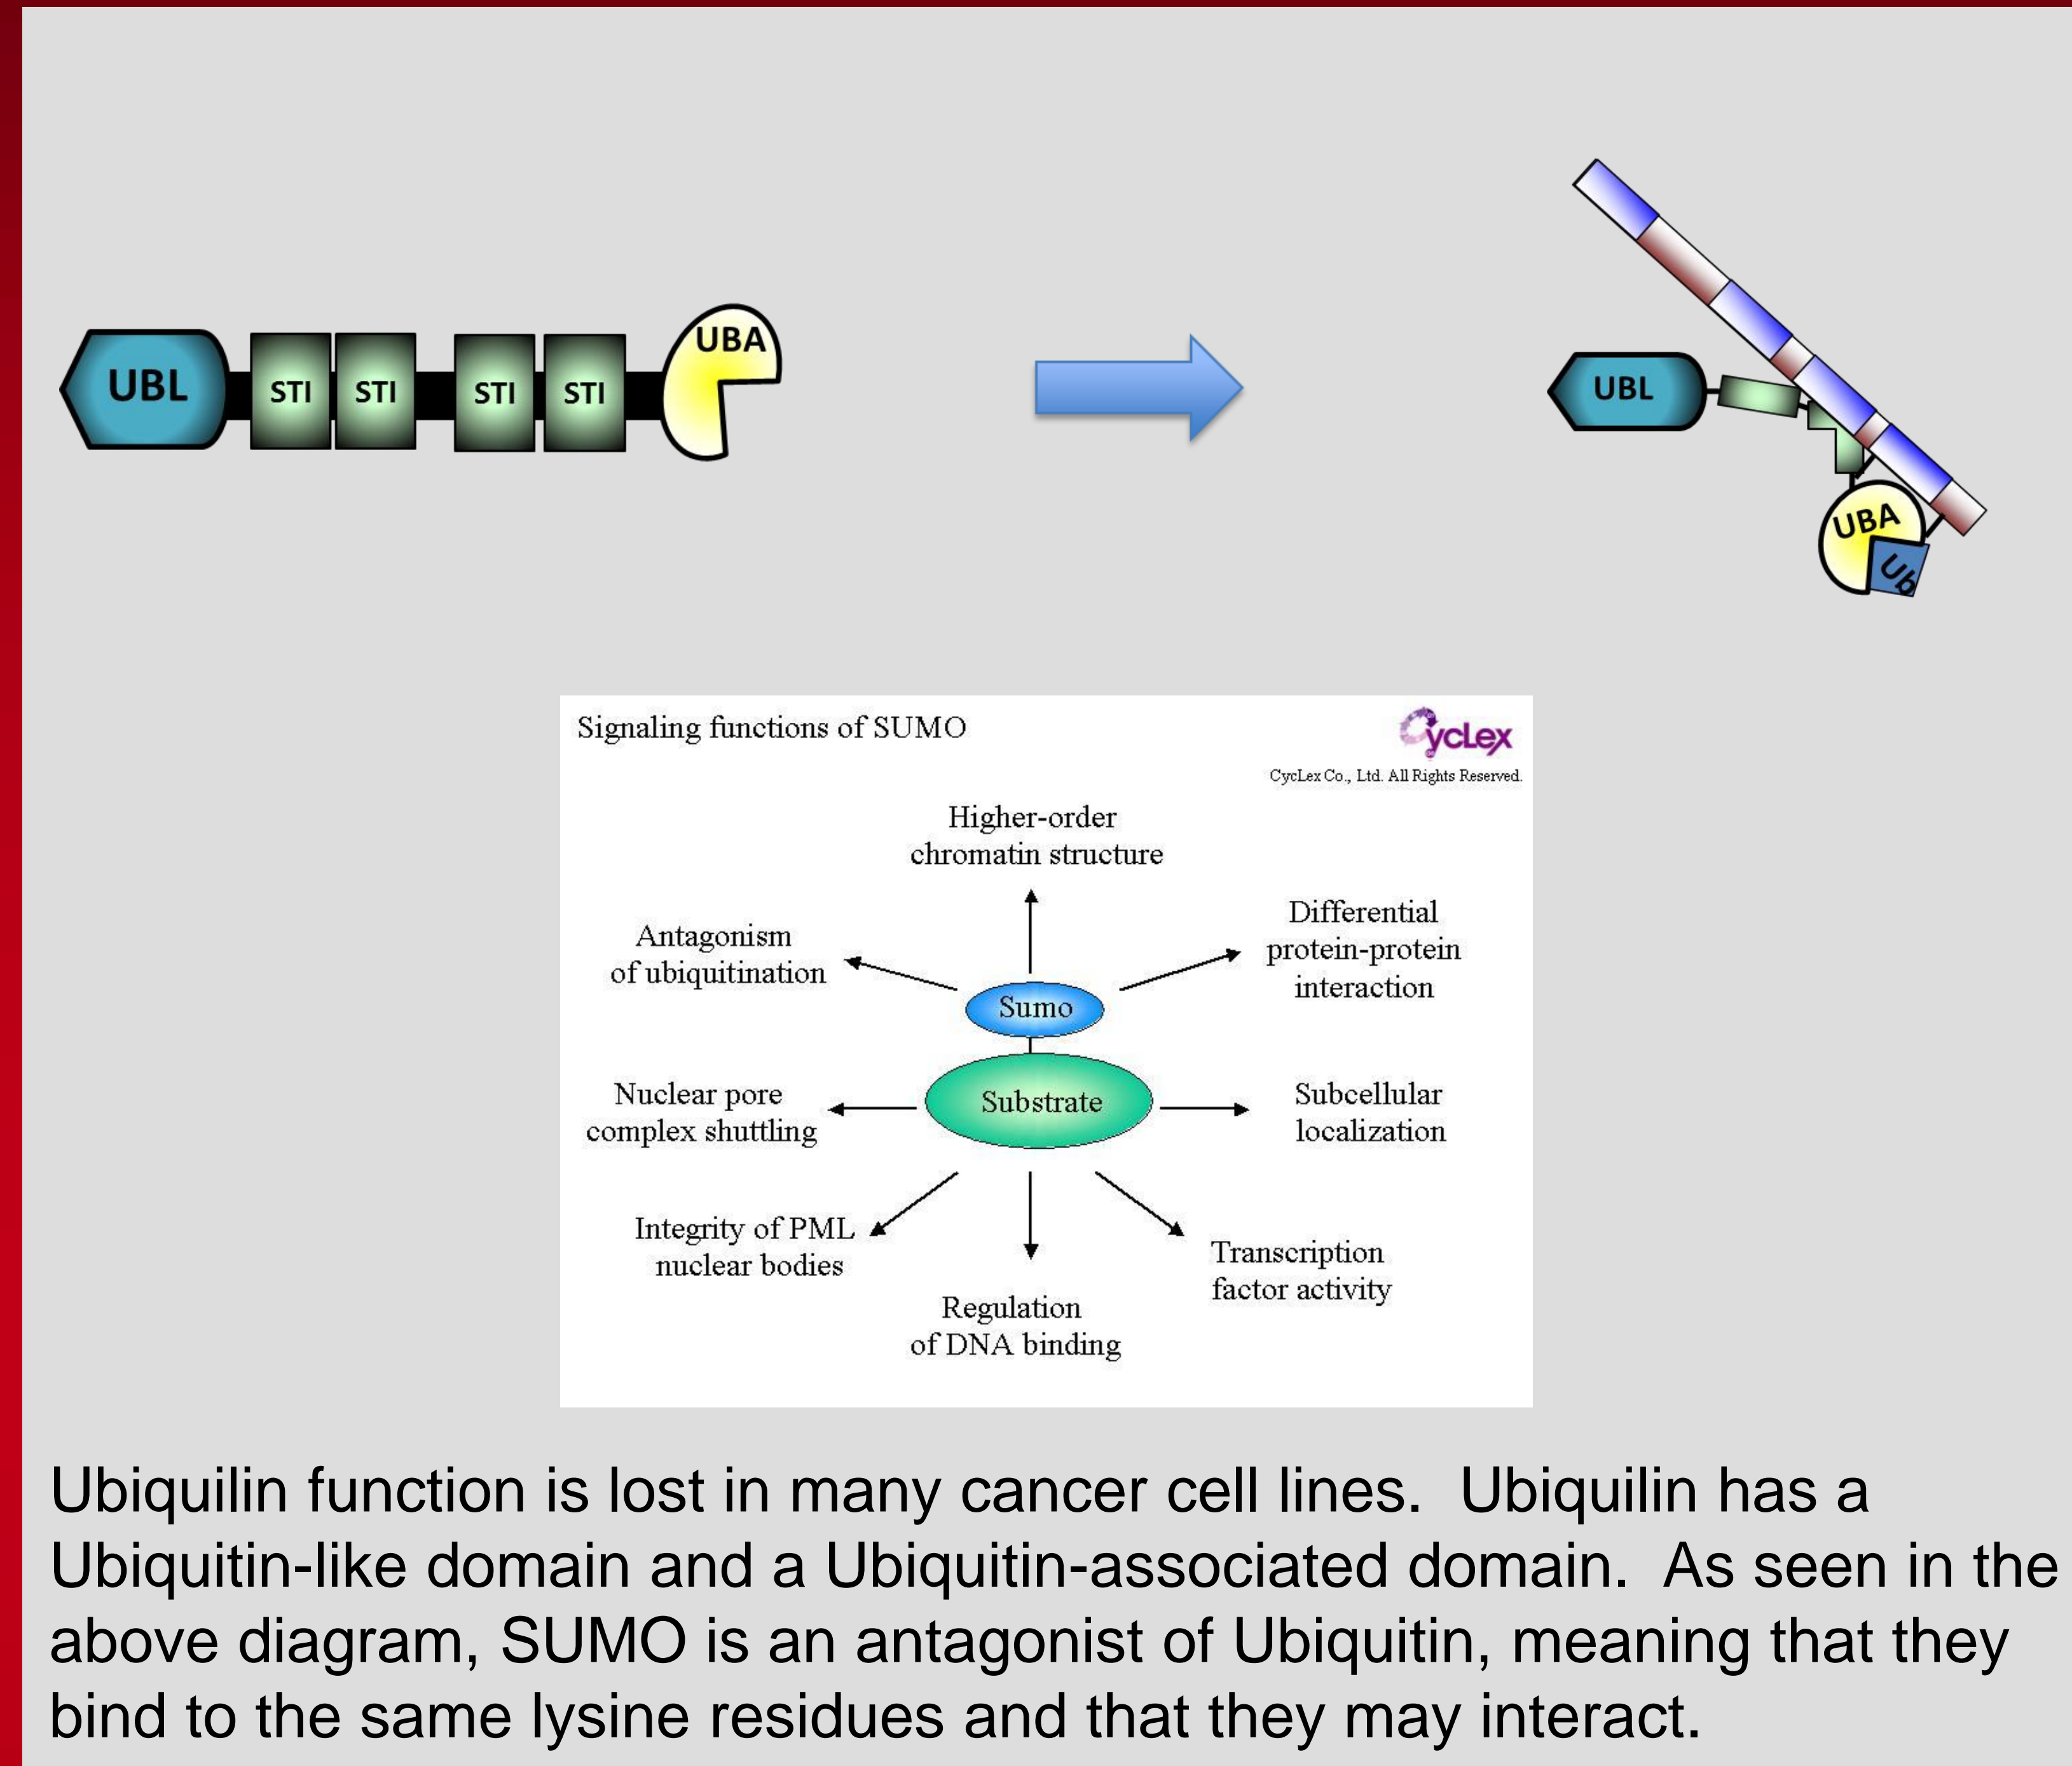 UBL STI STI STI STI UBA
UBL
UBA
Ub
Signaling functions of SUMO
CycLex
CycLex Co., Ltd. All Rights Reserved.
Higher-order
chromatin structure
Antagonism
of ubiquitination
Differential
protein-protein
interaction
Sumo
Substrate
Nuclear pore
complex shuttling
Subcellular
localization
Integrity of PML
nuclear bodies
Transcription
factor activity
Regulation
of DNA binding
Ubiquilin function is lost in many cancer cell lines.  Ubiquilin has a
Ubiquitin-like domain and a Ubiquitin-associated domain.  As seen in the
above diagram, SUMO is an antagonist of Ubiquitin, meaning that they
bind to the same lysine residues and that they may interact.